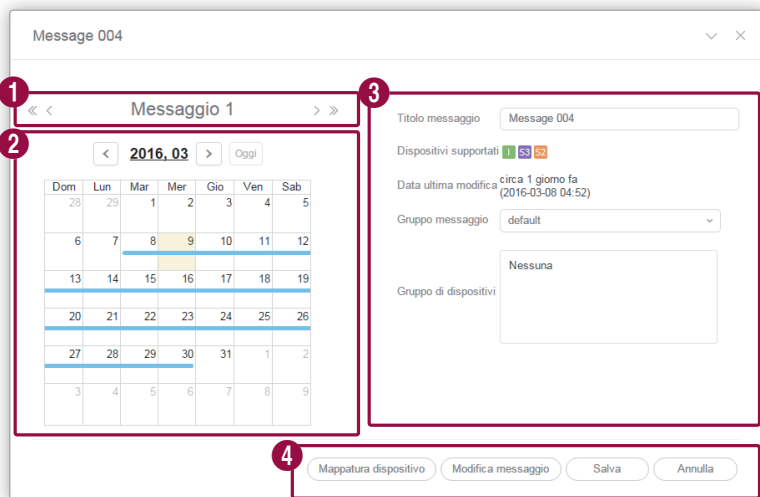 Message 004
1
« < Messaggio 1 > »
2
< 2016, 03 > Oggi
Dom Lun Mar Mer Gio Ven Sab
28 29 1 2 3 4 5
6 7 8 9 10 11 12
13 14 15 16 17 18 19
20 21 22 23 24 25 26
27 28 29 30 31 1 2
3 4 5 6 7 8 9
3
Titolo messaggio Message 004
Dispositivi supportati I S3 S2
Data ultima modifica circa 1 giorno fa
(2016-03-08 04:52)
Gruppo messaggio default
Gruppo di dispositivi Nessuna
4
Mappatura dispositivo Modifica messaggio Salva Annulla